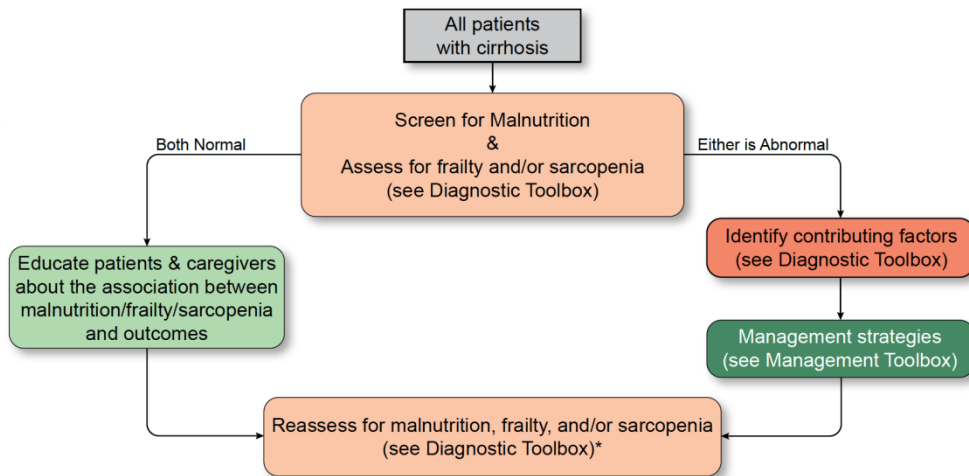 All patients
with cirrhosis
Screen for Malnutrition
&
Assess for frailty and/or sarcopenia
(see Diagnostic Toolbox)
Both Normal
Either is Abnormal
Educate patients & caregivers
about the association between
malnutrition/frailty/sarcopenia
and outcomes
Identify contributing factors
(see Diagnostic Toolbox)
Management strategies
(see Management Toolbox)
Reassess for malnutrition, frailty, and/or sarcopenia
(see Diagnostic Toolbox)*